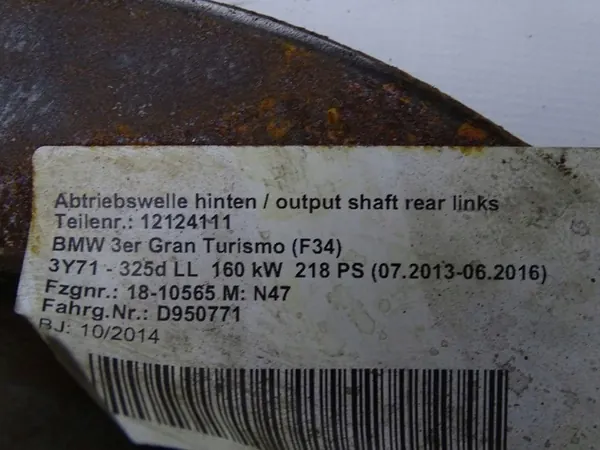 Abtriebswelle hinten / output shaft rear links
Teilenr.: 12124111
BMW 3er Gran Turismo (F34)
3Y71 - 325d LL 160 kW 218 PS (07.2013-06.2016)
Fzgnr.: 18-10565 M: N47
Fahrg.Nr.: D950771
BJ: 10/2014